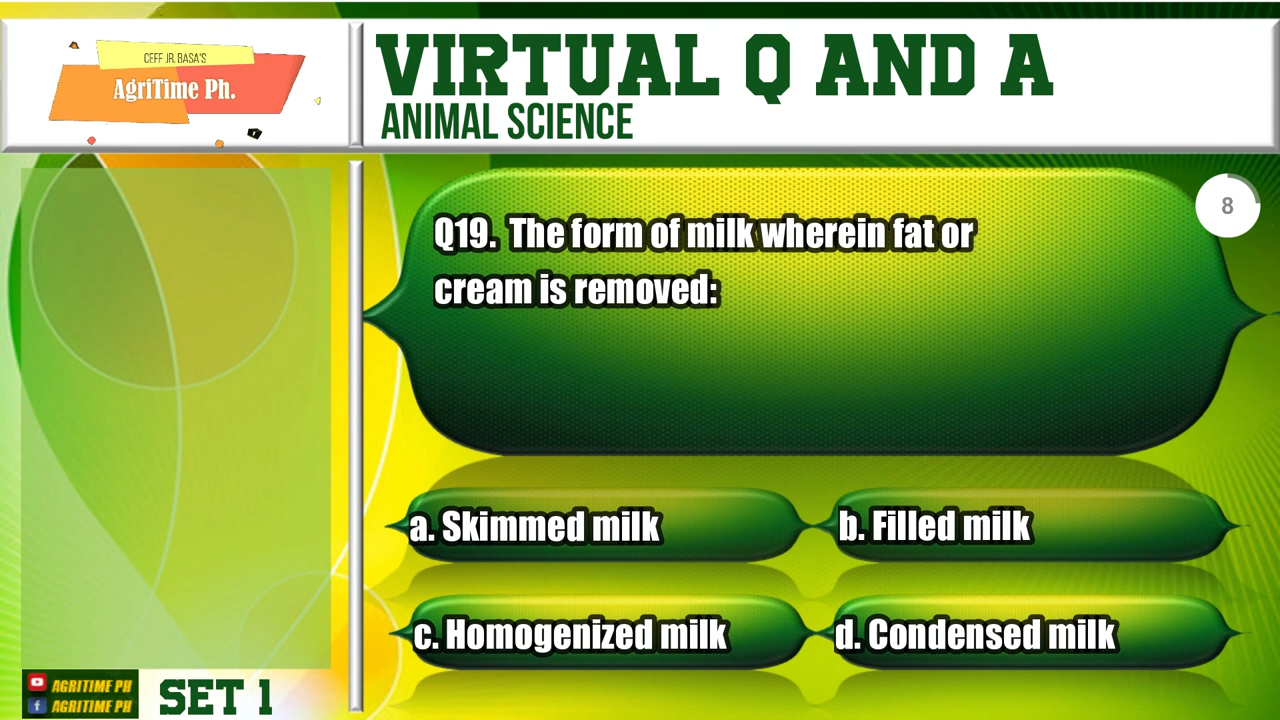 CEFF JR. BASA'S
AgriTime Ph.
VIRTUAL Q AND A
ANIMAL SCIENCE
8
Q19. The form of milk wherein fat or
cream is removed:
a. Skimmed milk
b. Filled milk
c. Homogenized milk
d. Condensed milk
AGRITIME PH
AGRITIME PH
SET 1